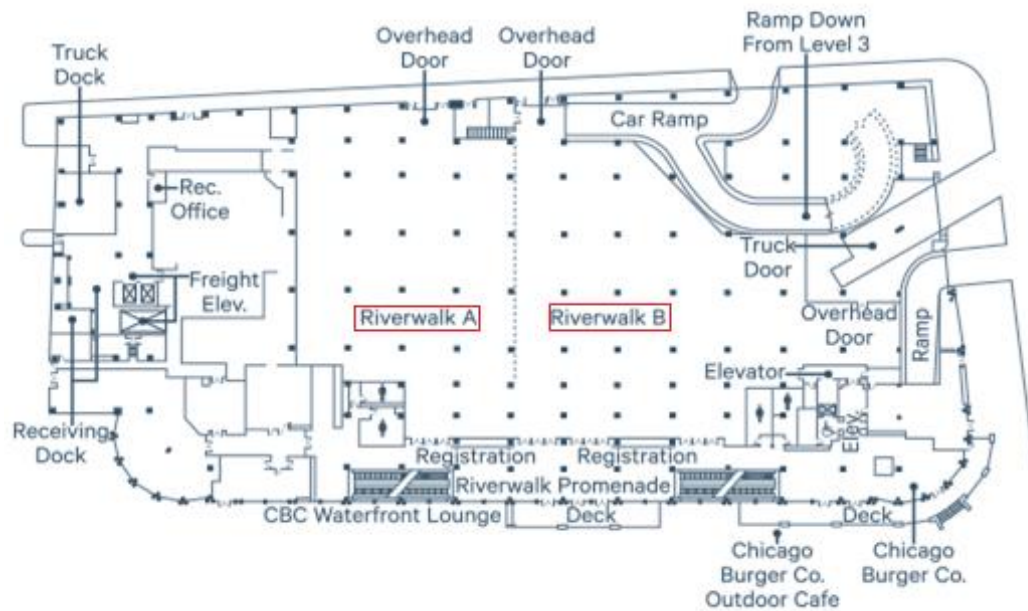 Truck
Dock
Overhead
Door
Overhead
Door
Ramp Down
From Level 3
Car Ramp
Rec.
Office
Truck
Door
Freight
Elev.
Riverwalk A
Riverwalk B
Overhead
Door
Ramp
Elevator
Elev.
Receiving
Dock
Registration
Registration
Riverwalk Promenade
CBC Waterfront Lounge
Deck
Deck
Chicago
Burger Co.
Outdoor Cafe
Chicago
Burger Co.